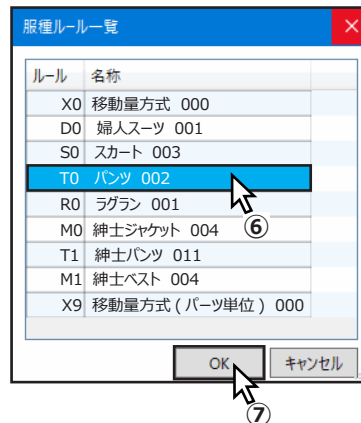 服種ルール一覧
ルール 名称
X0 移動量方式 000
D0 婦人スーツ 001
S0 スカート 003
T0 パンツ 002
R0 ラグラン 001
⑥
M0 紳士ジャケット 004
T1 紳士パンツ 011
M1 紳士ベスト 004
X9 移動量方式 ( パーツ単位 ) 000
OK キャンセル
⑦